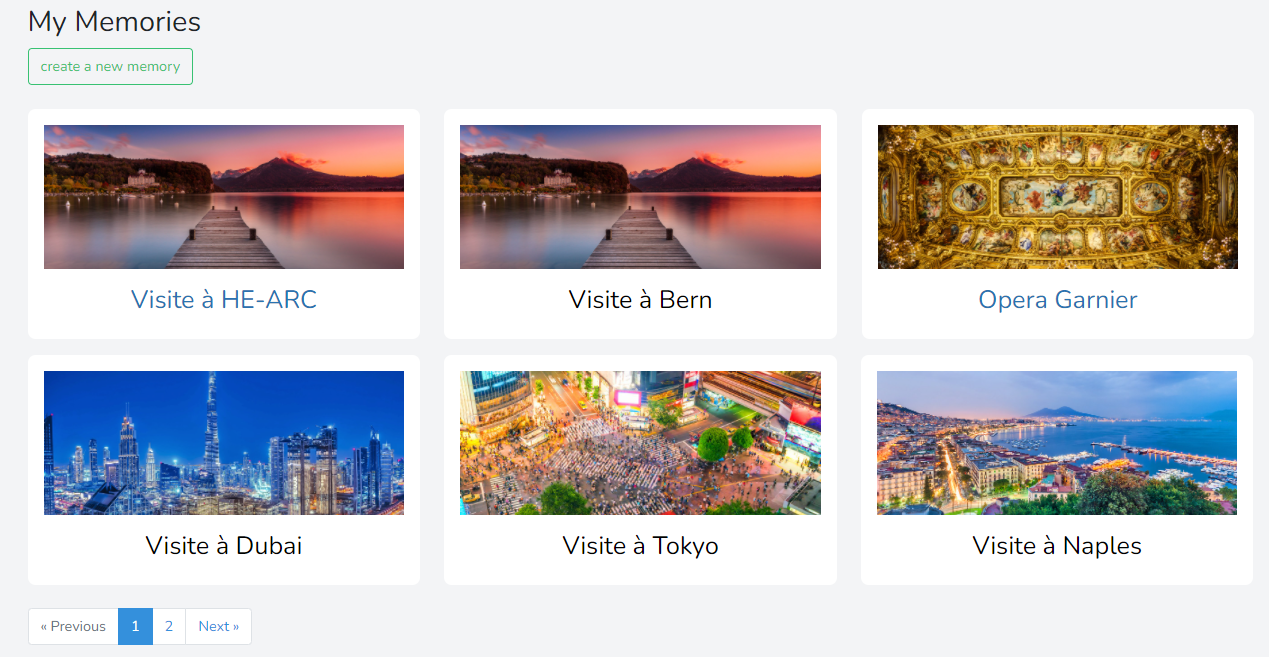 My Memories
create a new memory
Visite à HE-ARC
Visite à Bern
Opera Garnier
Visite à Dubai
Visite à Tokyo
Visite à Naples
« Previous 1 2 Next »